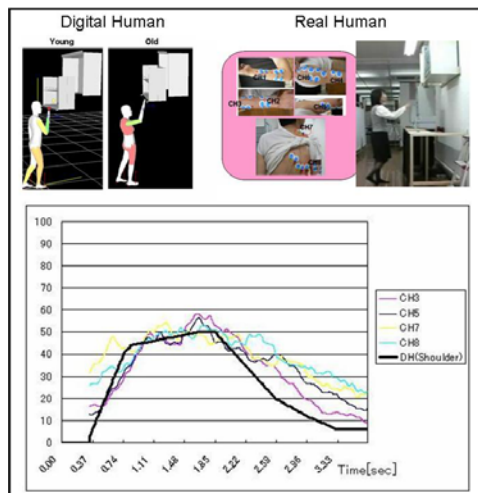 Digital Human
Real Human
Young
Old
CH1
CH6
CH3
CH2
CH7
100
90
80
70
60
50
40
30
20
10
0
0.00
0.37
0.74
1.11
1.48
1.85
2.22
2.59
2.96
3.33
Time[sec]
CH3
CH5
CH7
CH8
DH(Shoulder)